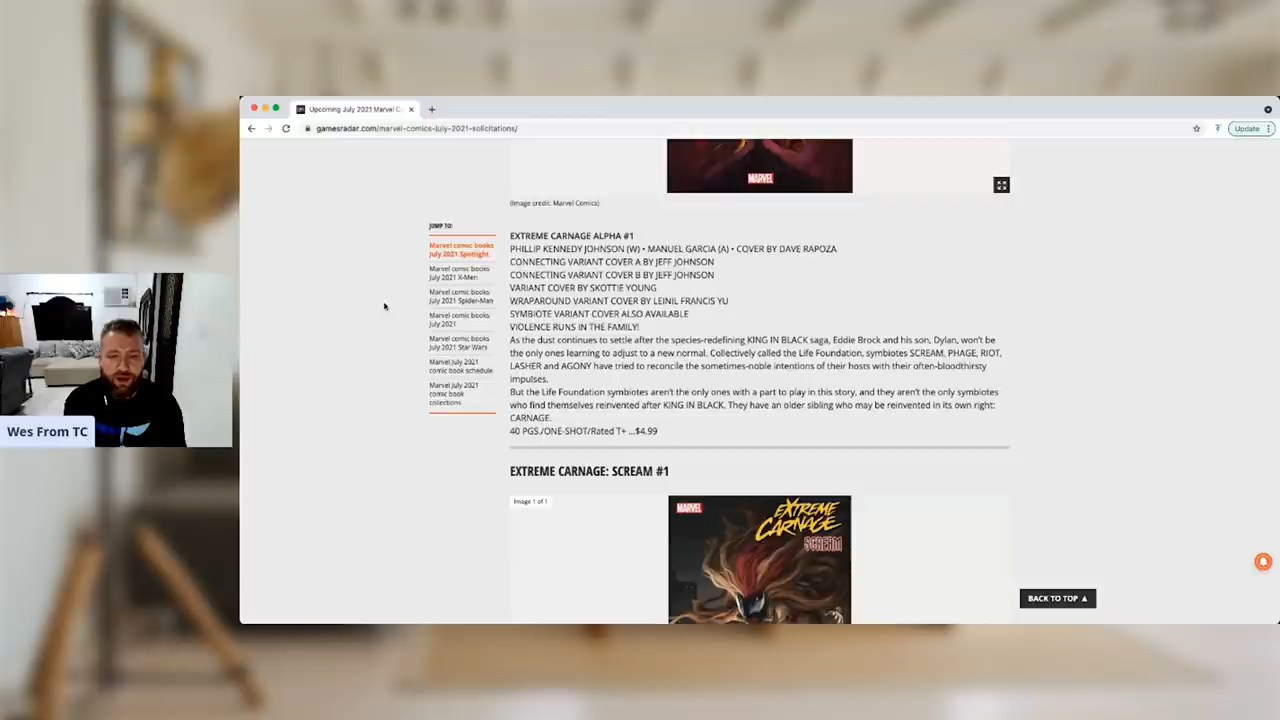 Upcoming July 2021 Marvel C
gamesradar.com/marvel-comics-july-2021-solicitations/
Update
MARVEL
(Image credit: Marvel Comics)
JUMP TO:
Marvel comic books
July 2021 Spotlight
Marvel comic books
July 2021 X-Men
Marvel comic books
July 2021 Spider-Man
Marvel comic books
July 2021
Marvel comic books
July 2021 Star Wars
Marvel July 2021
comic book schedule
Marvel July 2021
comic book
collections
EXTREME CARNAGE ALPHA #1
PHILLIP KENNEDY JOHNSON (W) • MANUEL GARCIA (A) • COVER BY DAVE RAPOZA
CONNECTING VARIANT COVER A BY JEFF JOHNSON
CONNECTING VARIANT COVER B BY JEFF JOHNSON
VARIANT COVER BY SKOTTIE YOUNG
WRAPAROUND VARIANT COVER BY LEINIL FRANCIS YU
SYMBIOTE VARIANT COVER ALSO AVAILABLE
VIOLENCE RUNS IN THE FAMILY!
As the dust continues to settle after the species-redefining KING IN BLACK saga, Eddie Brock and his son, Dylan, won't be
the only ones learning to adjust to a new normal. Collectively called the Life Foundation, symbiotes SCREAM, PHAGE, RIOT,
LASHER and AGONY have tried to reconcile the sometimes-noble intentions of their hosts with their often-bloodthirsty
impulses.
But the Life Foundation symbiotes aren't the only ones with a part to play in this story, and they aren't the only symbiotes
who find themselves reinvented after KING IN BLACK. They have an older sibling who may be reinvented in its own right:
CARNAGE.
40 PGS./ONE-SHOT/Rated T+ ...$4.99
EXTREME CARNAGE: SCREAM #1
Image 1 of 1
MARVEL
EXTREME
CARNAGE
SCREAM
BACK TO TOP ▲
Wes From TC